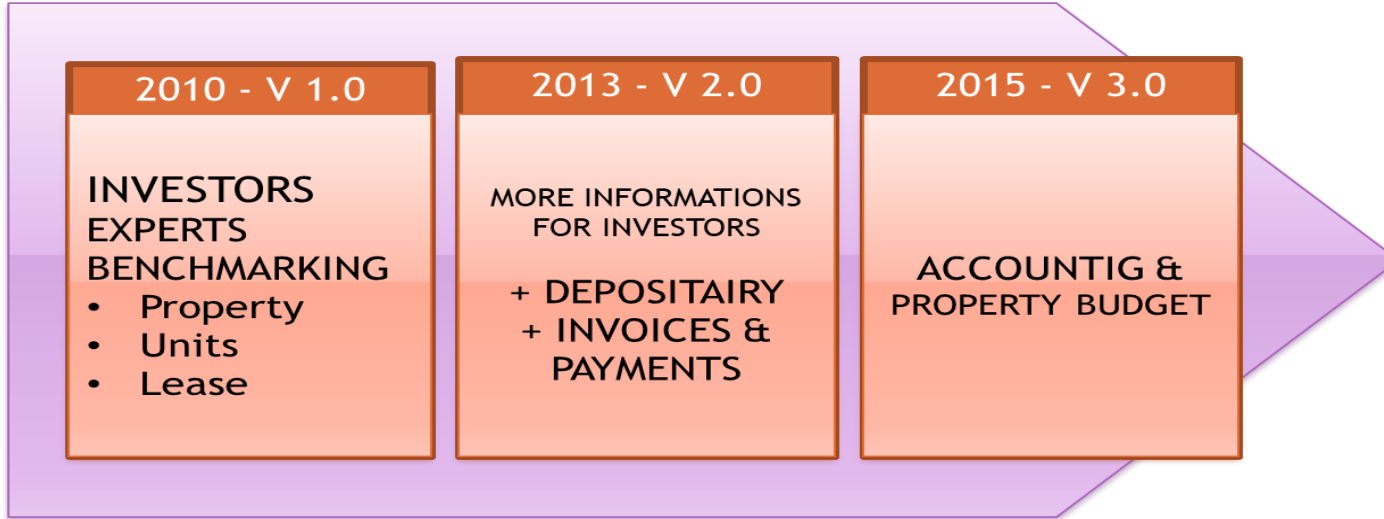 2010 - V 1.0
INVESTORS
EXPERTS
BENCHMARKING
• Property
• Units
• Lease
2013 - V 2.0
MORE INFORMATIONS
FOR INVESTORS
+ DEPOSITAIRY
+ INVOICES &
PAYMENTS
2015 - V 3.0
ACCOUNTIG &
PROPERTY BUDGET